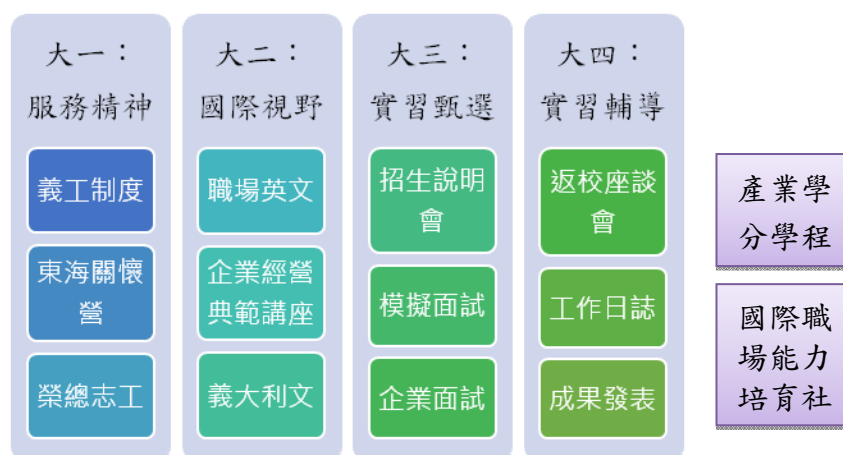 大一：
服務精神
義工制度
東海關懷
營
榮總志工
大二：
國際視野
職場英文
企業經營
典範講座
義大利文
大三：
實習甄選
招生說明
會
模擬面試
企業面試
大四：
實習輔導
返校座談
會
工作日誌
成果發表
產業學
分學程
國際職
場能力
培育社